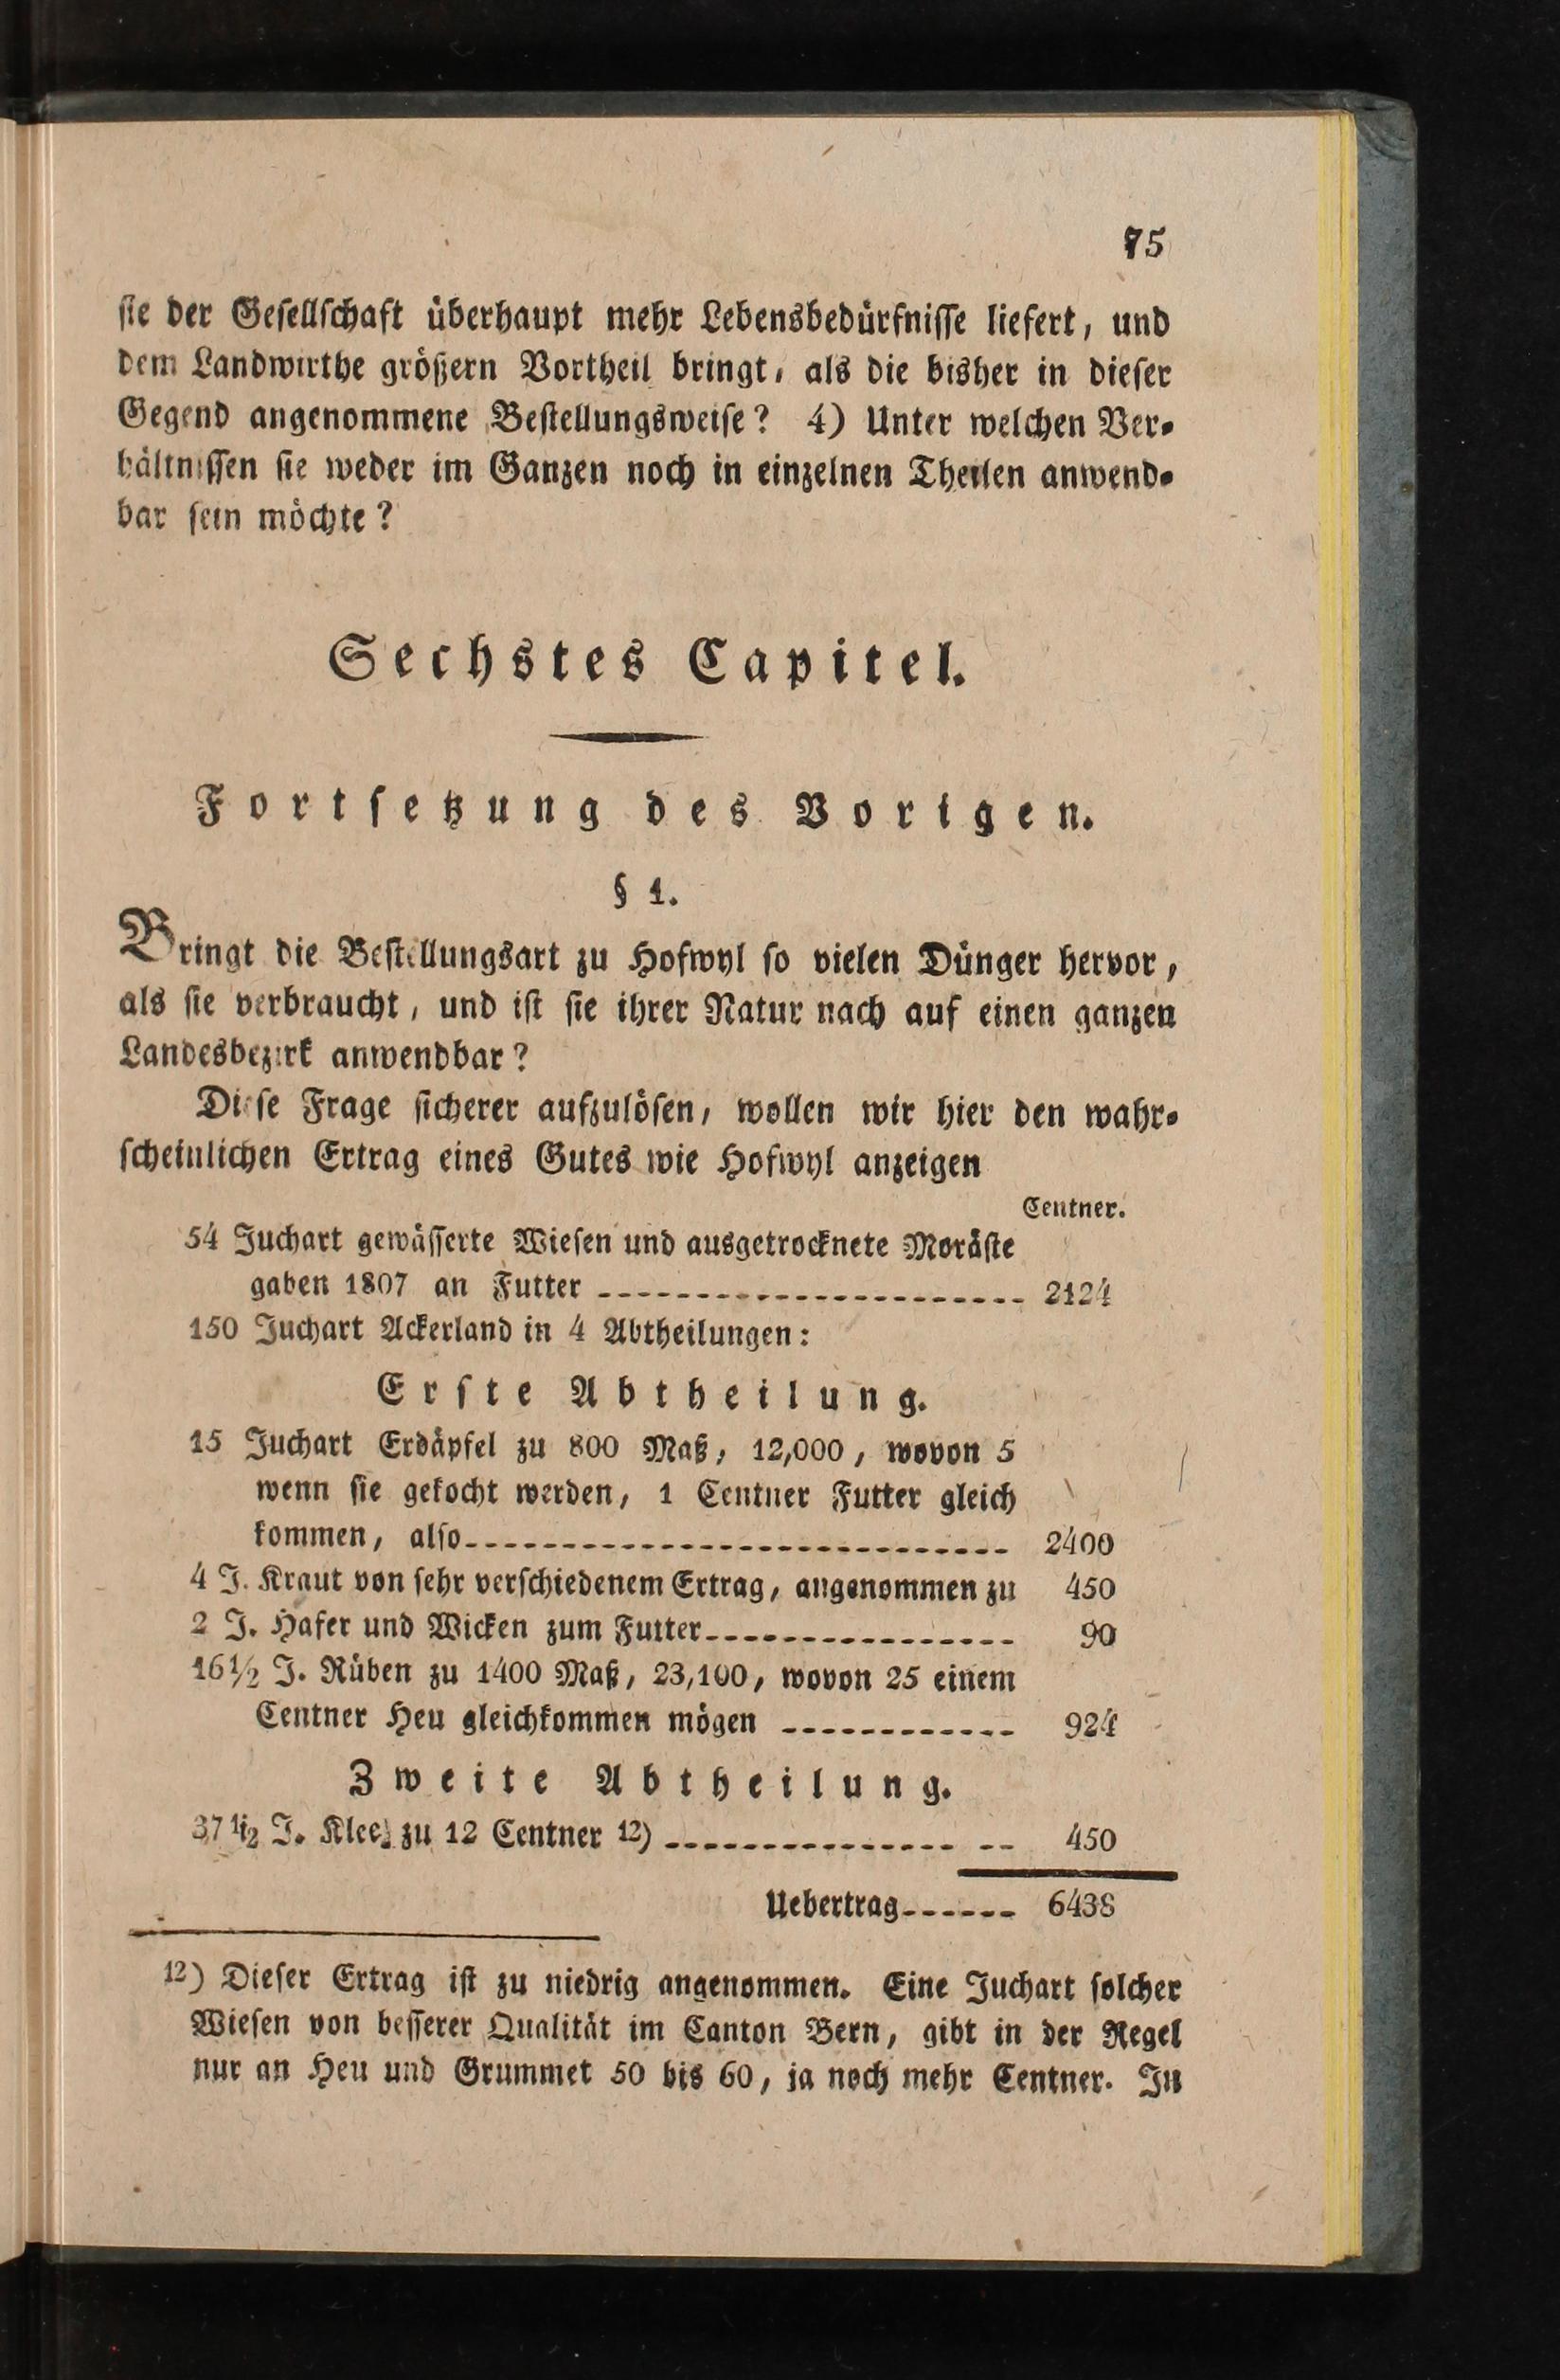 75
sie der Gesellschaft überhaupt mehr Lebensbedürfnisse liefert, und
dem Landwirthe größern Vortheil bringt, als die bisher in dieser
Gegend angenommene Bestellungsweise? 4) Unter welchen Ver-
hältnissen sie weder im Ganzen noch in einzelnen Theilen anwend-
bar sein möchte?
Sechstes Capitel.
Fortsetzung des Vorigen.
§ 1.
Bringt die Bestellungsart zu Hofwyl so vielen Dünger hervor,
als sie verbraucht, und ist sie ihrer Natur nach auf einen ganzen
Landesbezirk anwendbar?
Diese Frage sicherer aufzulösen, wollen wir hier den wahr-
scheinlichen Ertrag eines Gutes wie Hofwyl anzeigen
Centner.
54 Juchart gewässerte Wiesen und ausgetrocknete Moräste
gaben 1807 an Futter 2124
150 Juchart Ackerland in 4 Abtheilungen:
Erste Abtheilung.
15 Juchart Erdäpfel zu 800 Maß, 12,000, wovon 5
wenn sie gekocht werden, 1 Centner Futter gleich
kommen, also 2400
4 J. Kraut von sehr verschiedenem Ertrag, angenommen zu 450
2 J. Hafer und Wicken zum Futter 90
16½ J. Rüben zu 1400 Maß, 23,100, wovon 25 einem
Centner Heu gleichkommen mögen 924
Zweite Abtheilung.
37½ J. Klee, zu 12 Centner 12) 450
Uebertrag 6438
12) Dieser Ertrag ist zu niedrig angenommen. Eine Juchart solcher
Wiesen von besserer Qualität im Canton Bern, gibt in der Regel
nur an Heu und Grummet 50 bis 60, ja noch mehr Centner. In